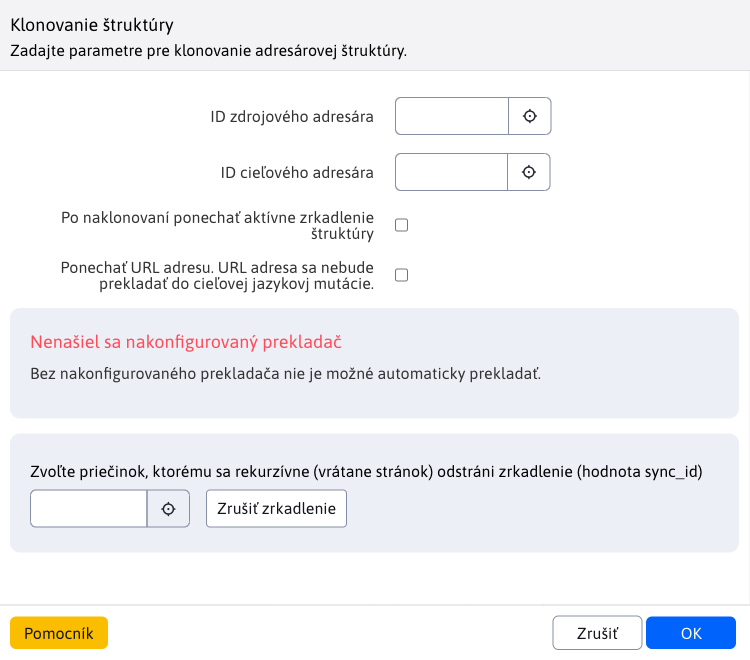 Klonovanie štruktúry
Zadajte parametre pre klonovanie adresárovej štruktúry.
ID zdrojového adresára
ID cieľového adresára
Po naklonovaní ponechať aktívne zrkadlenie
štruktúry
Ponechať URL adresu. URL adresa sa nebude
prekladať do cieľovej jazykovj mutácie.
Nenašiel sa nakonfigurovaný prekladač
Bez nakonfigurovaného prekladača nie je možné automaticky prekladať.
Zvoľte priečinok, ktorému sa rekurzívne (vrátane stránok) odstráni zrkadlenie (hodnota sync_id)
Zrušiť zrkadlenie
Pomocník
Zrušiť
OK